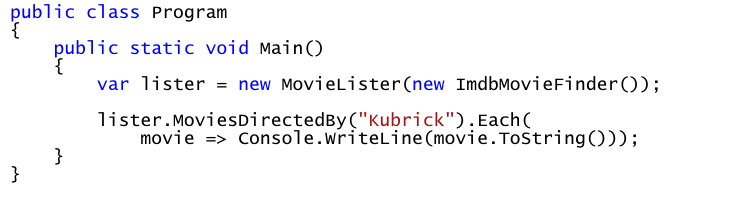 public class Program
{
    public static void Main()
    {
        var lister = new MovieLister(new ImdbMovieFinder());

        lister.MoviesDirectedBy("Kubrick").Each(
            movie => Console.WriteLine(movie.ToString()));
    }
}